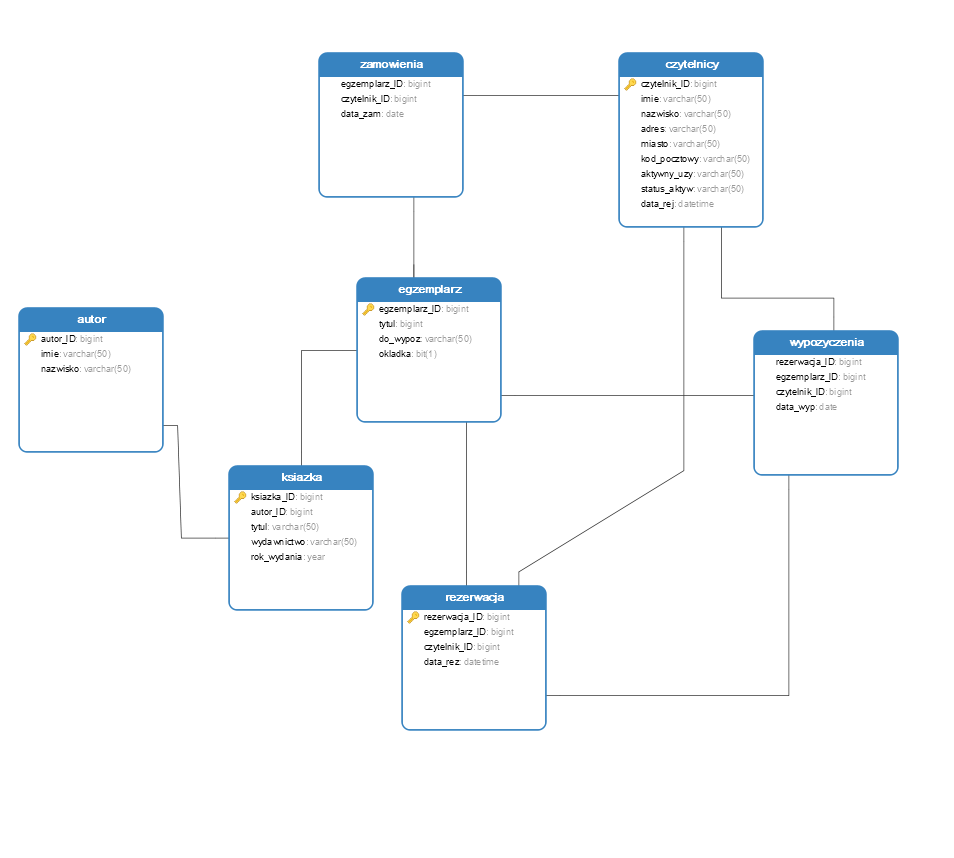 zamowienia
egzemplarz_ID: bigint
czytelnik_ID: bigint
data_zam: date
czytelnicy
czytelnik_ID: bigint
imie: varchar(50)
nazwisko: varchar(50)
adres: varchar(50)
miasto: varchar(50)
kod_pocztowy: varchar(50)
aktywny_uzy: varchar(50)
status_aktyw: varchar(50)
data_rej: datetime
autor
autor_ID: bigint
imie: varchar(50)
nazwisko: varchar(50)
egzemplarz
egzemplarz_ID: bigint
tytul: bigint
do_wypoz: varchar(50)
okladka: bit(1)
wypozyczenia
rezerwacja_ID: bigint
egzemplarz_ID: bigint
czytelnik_ID: bigint
data_wyp: date
ksiazka
ksiazka_ID: bigint
autor_ID: bigint
tytul: varchar(50)
wydawnictwo: varchar(50)
rok_wydania: year
rezerwacja
rezerwacja_ID: bigint
egzemplarz_ID: bigint
czytelnik_ID: bigint
data_rez: datetime